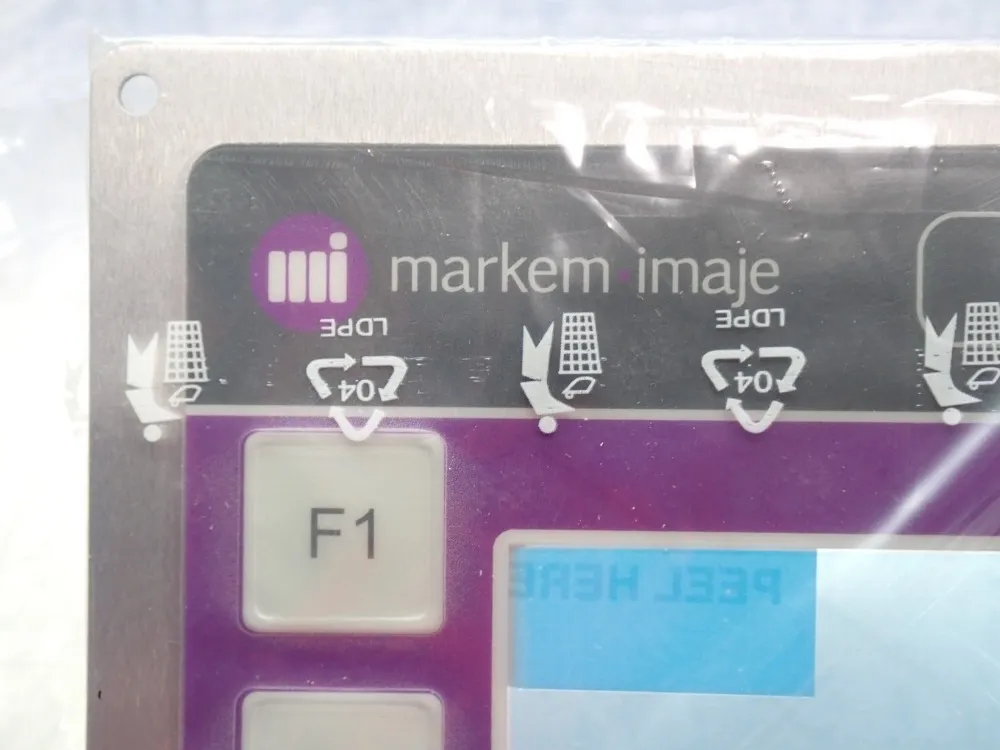 markem·imaje
LDPE LDPE
04 04
F1
PEEL HERE